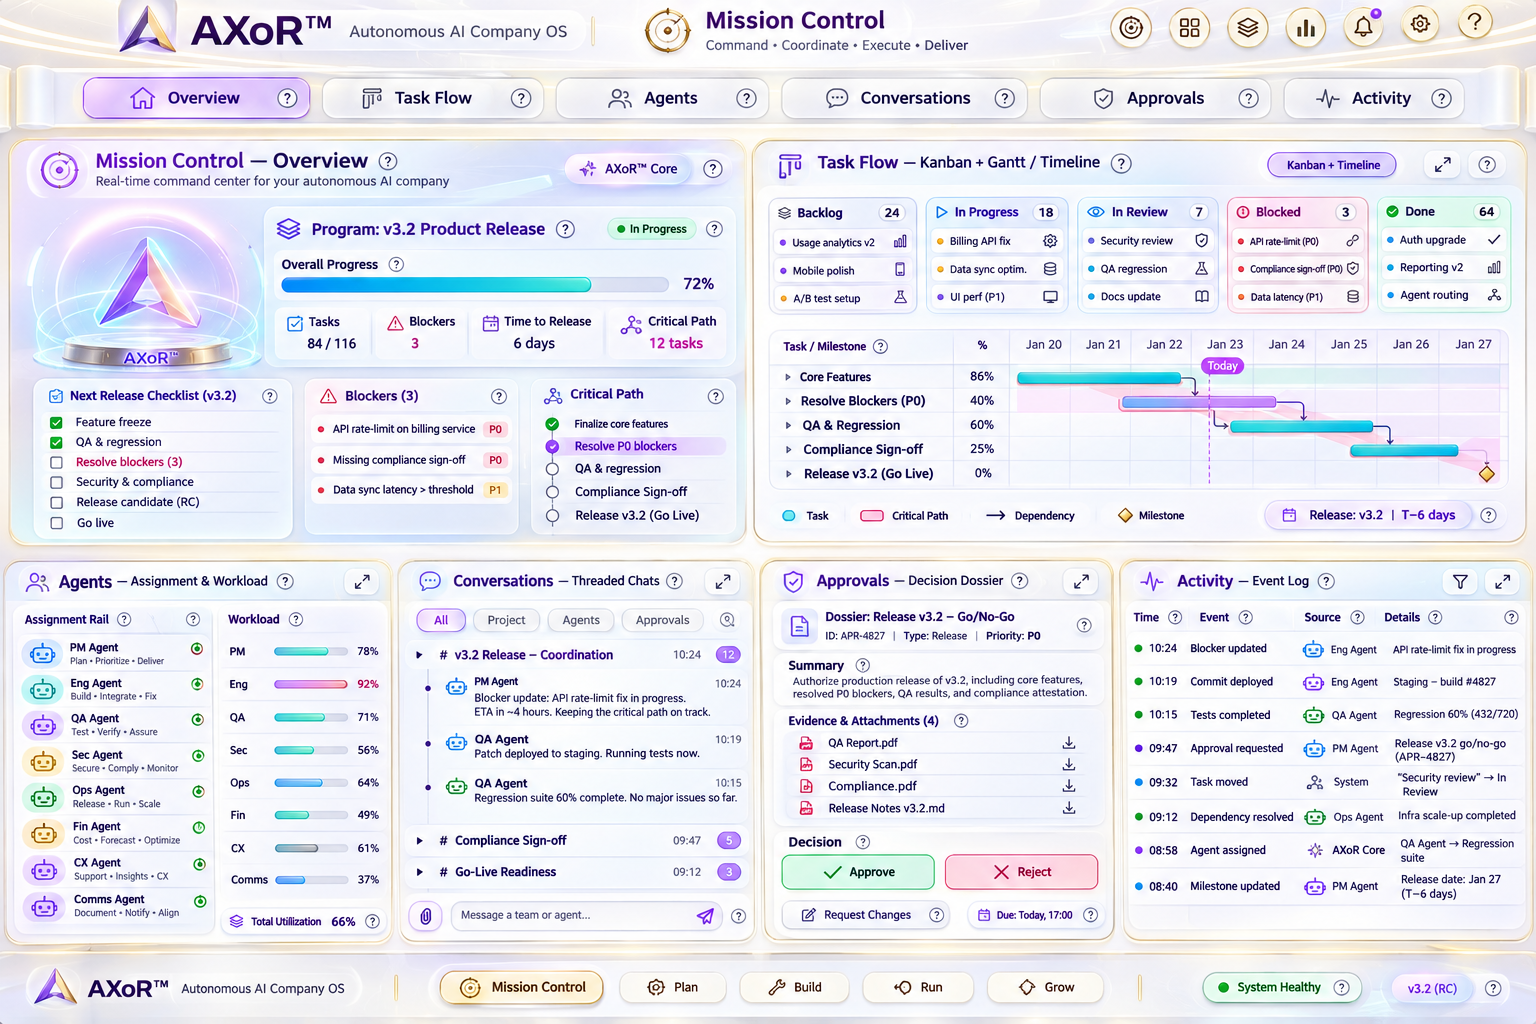 AXoR™
Autonomous AI Company OS
Mission Control
Command • Coordinate • Execute • Deliver
?
Overview ?
Task Flow ?
Agents ?
Conversations ?
Approvals ?
Activity ?
Mission Control — Overview ?
Real-time command center for your autonomous AI company
AXoR™ Core ?
AXoR™
Program: v3.2 Product Release ?
In Progress ?
Overall Progress ?
72%
Tasks
84 / 116
Blockers
3
Time to Release
6 days
Critical Path
12 tasks
Next Release Checklist (v3.2) ?
Feature freeze
QA & regression
Resolve blockers (3)
Security & compliance
Release candidate (RC)
Go live
Blockers (3) ?
API rate-limit on billing service P0
Missing compliance sign-off P0
Data sync latency > threshold P1
Critical Path ?
Finalize core features
Resolve P0 blockers
QA & regression
Compliance Sign-off
Release v3.2 (Go Live)
Task Flow — Kanban + Gantt / Timeline ?
Kanban + Timeline
?
Backlog 24
Usage analytics v2
Mobile polish
A/B test setup
In Progress 18
Billing API fix
Data sync optim.
UI perf (P1)
In Review 7
Security review
QA regression
Docs update
Blocked 3
API rate-limit (P0)
Compliance sign-off (P0)
Data latency (P1)
Done 64
Auth upgrade
Reporting v2
Agent routing
Task / Milestone ? % Jan 20 Jan 21 Jan 22 Jan 23 Jan 24 Jan 25 Jan 26 Jan 27
Today
Core Features 86%
Resolve Blockers (P0) 40%
QA & Regression 60%
Compliance Sign-off 25%
Release v3.2 (Go Live) 0%
Task Critical Path Dependency Milestone
Release: v3.2 | T−6 days ?
Agents — Assignment & Workload ?
Assignment Rail ? ?
PM Agent
Plan • Prioritize • Deliver
Eng Agent
Build • Integrate • Fix
QA Agent
Test • Verify • Assure
Sec Agent
Secure • Comply • Monitor
Ops Agent
Release • Run • Scale
Fin Agent
Cost • Forecast • Optimize
CX Agent
Support • Insights • CX
Comms Agent
Document • Notify • Align
Workload ?
PM 78%
Eng 92%
QA 71%
Sec 56%
Ops 64%
Fin 49%
CX 61%
Comms 37%
Total Utilization 66% ?
Conversations — Threaded Chats ?
All Project Agents Approvals
# v3.2 Release – Coordination 10:24 12
PM Agent 10:24
Blocker update: API rate-limit fix in progress.
ETA in ~4 hours. Keeping the critical path on track.
QA Agent 10:19
Patch deployed to staging. Running tests now.
QA Agent 10:15
Regression suite 60% complete. No major issues so far.
# Compliance Sign-off 09:47 5
# Go-Live Readiness 09:12 3
Message a team or agent...
?
Approvals — Decision Dossier ?
Dossier: Release v3.2 – Go/No-Go
ID: APR-4827 | Type: Release | Priority: P0
?
Summary ?
Authorize production release of v3.2, including core features,
resolved P0 blockers, QA results, and compliance attestation.
Evidence & Attachments (4) ?
QA Report.pdf
Security Scan.pdf
Compliance.pdf
Release Notes v3.2.md
Decision ?
Approve
Reject
Request Changes ?
Due: Today, 17:00 ?
Activity — Event Log ?
Time ? Event ? Source ? Details ? ?
10:24 Blocker updated Eng Agent API rate-limit fix in progress
10:19 Commit deployed Eng Agent Staging – build #4827
10:15 Tests completed QA Agent Regression 60% (432/720)
09:47 Approval requested PM Agent Release v3.2 go/no-go
(APR-4827)
09:32 Task moved System "Security review" → In
Review
09:12 Dependency resolved Ops Agent Infra scale-up completed
08:58 Agent assigned AXoR Core QA Agent → Regression
suite
08:40 Milestone updated PM Agent Release date: Jan 27
(T−6 days)
AXoR™ Autonomous AI Company OS
Mission Control
Plan
Build
Run
Grow
System Healthy ?
v3.2 (RC) ?